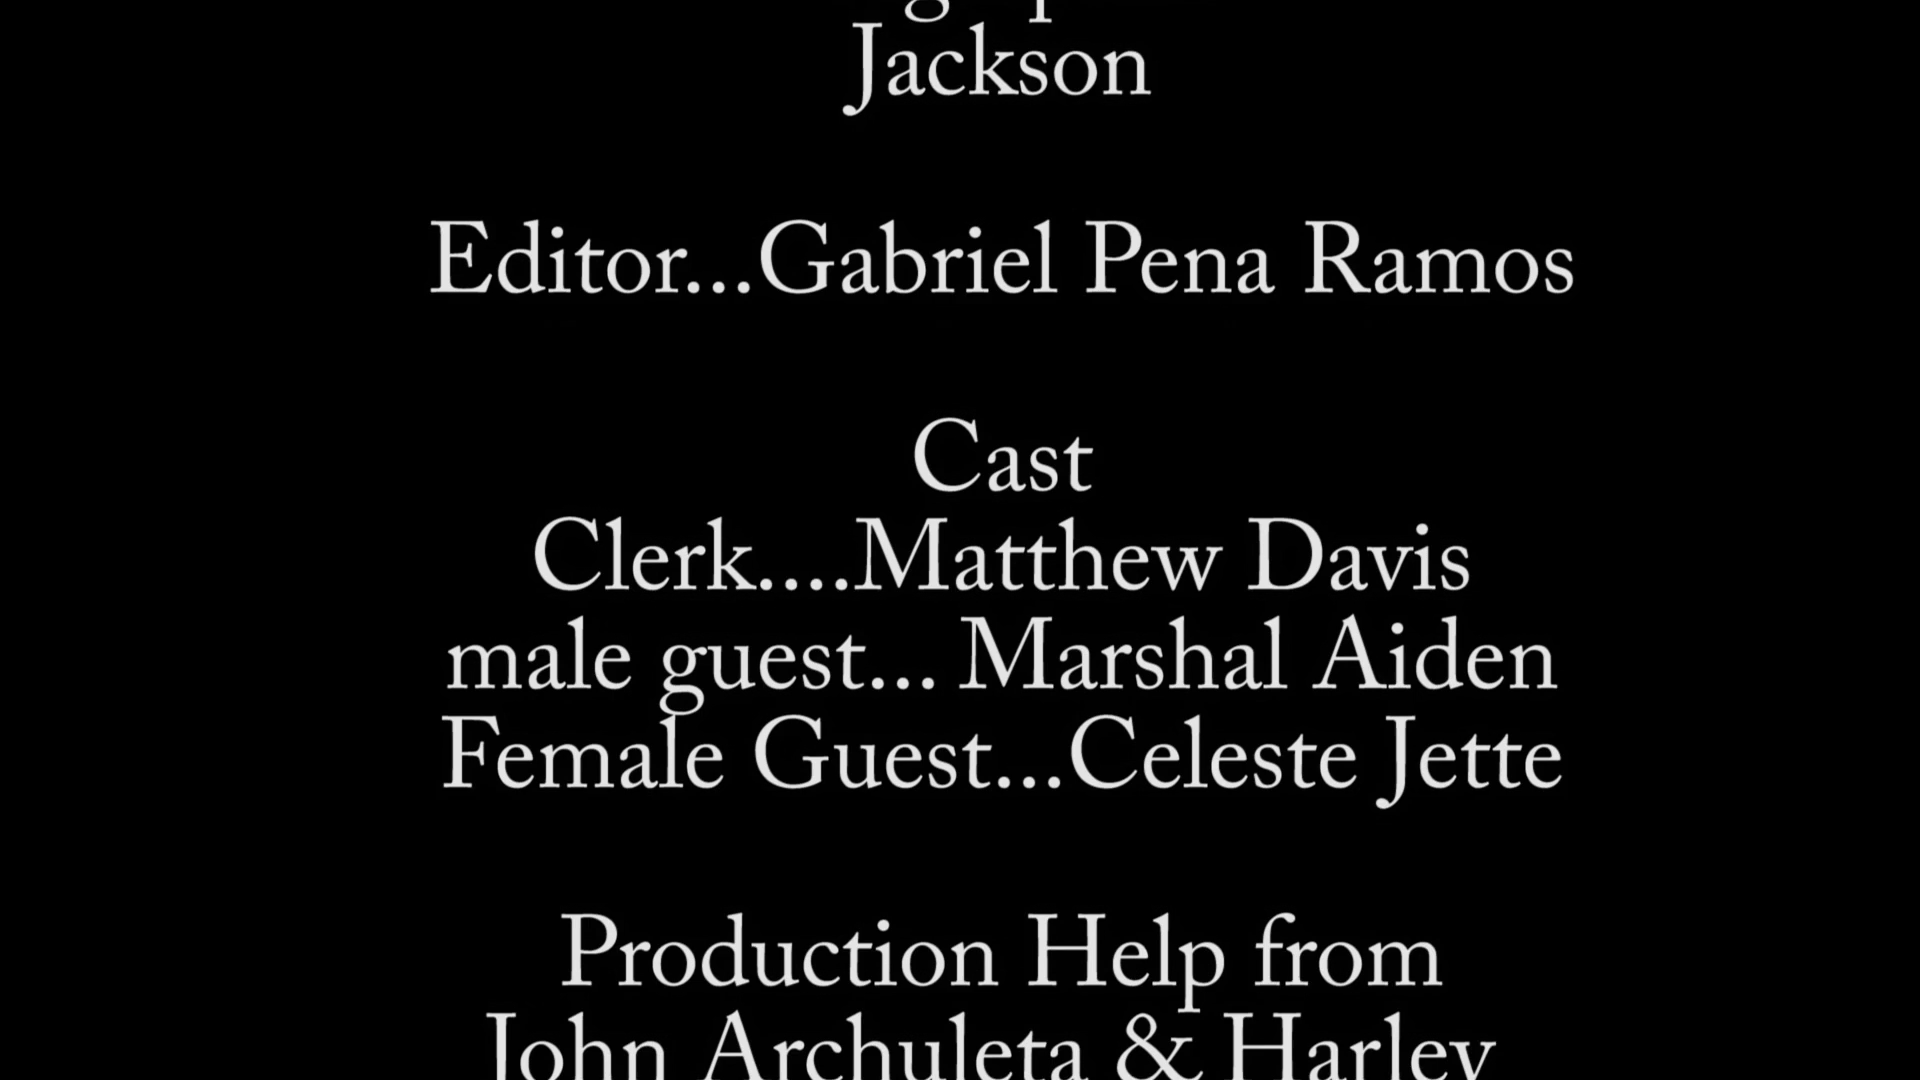 Jackson
Editor...Gabriel Pena Ramos
Cast
Clerk....Matthew Davis
male guest... Marshal Aiden
Female Guest...Celeste Jette
Production Help from
John Archuleta & Harley